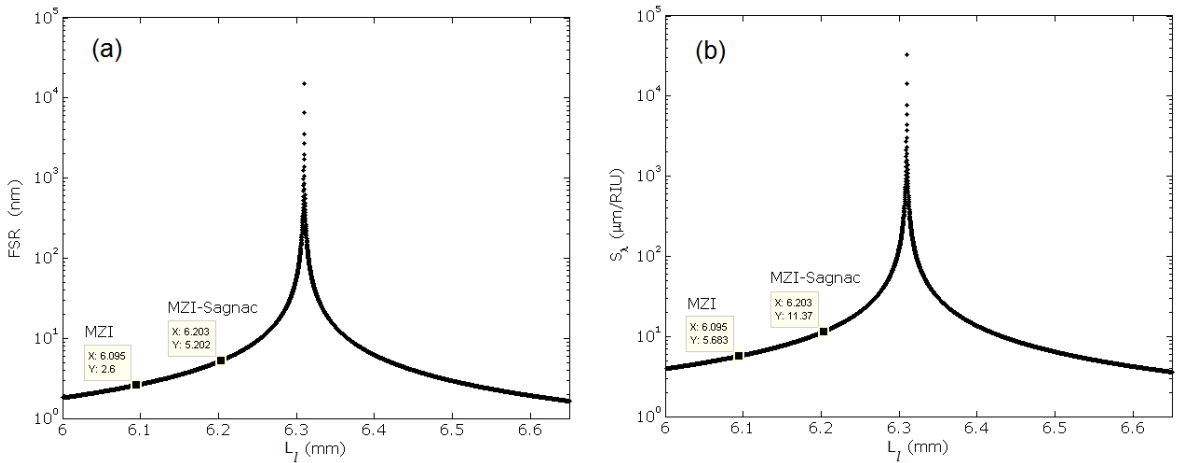 (a)
10^5
10^4
10^3
10^2
10^1
10^0
FSR (nm)
MZI-Sagnac
X: 6.203
Y: 5.202
MZI
X: 6.095
Y: 2.6
6 6.1 6.2 6.3 6.4 6.5 6.6
L_l (mm)
(b)
10^5
10^4
10^3
10^2
10^1
10^0
S_λ (μm/RIU)
MZI-Sagnac
X: 6.203
Y: 11.37
MZI
X: 6.095
Y: 5.683
6 6.1 6.2 6.3 6.4 6.5 6.6
L_l (mm)